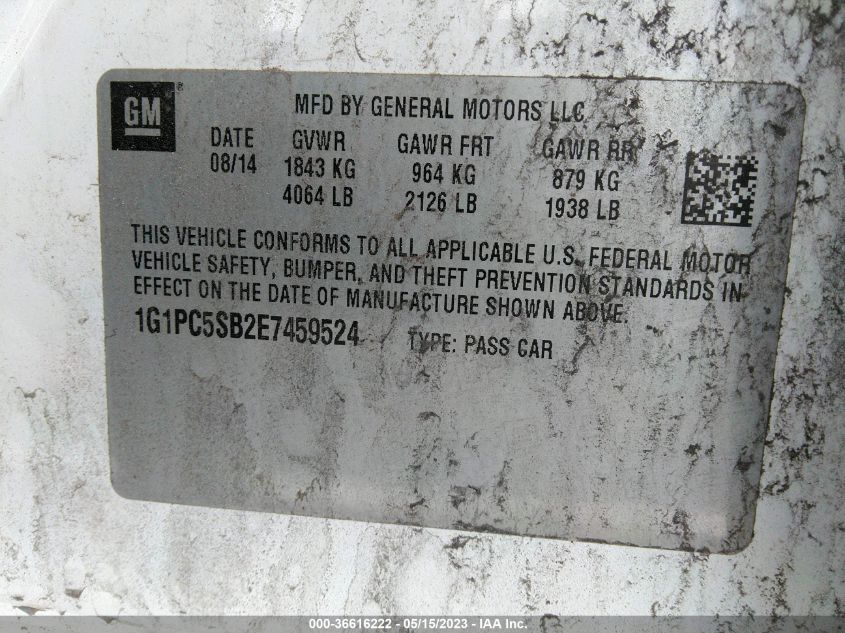 GM ®
MFD BY GENERAL MOTORS LLC
DATE GVWR GAWR FRT GAWR RR
08/14 1843 KG 964 KG 879 KG
4064 LB 2126 LB 1938 LB
THIS VEHICLE CONFORMS TO ALL APPLICABLE U.S. FEDERAL MOTOR
VEHICLE SAFETY, BUMPER, AND THEFT PREVENTION STANDARDS IN
EFFECT ON THE DATE OF MANUFACTURE SHOWN ABOVE.
1G1PC5SB2E7459524 TYPE: PASS CAR
000-36616222 - 05/15/2023 - IAA Inc.